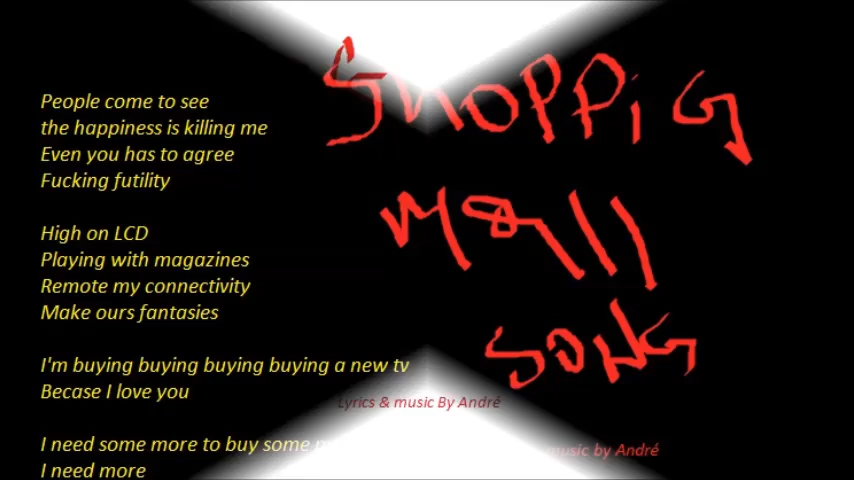 People come to see
the happiness is killing me
Even you has to agree
Fucking futility
High on LCD
Playing with magazines
Remote my connectivity
Make ours fantasies
I'm buying buying buying buying a new tv
Becase I love you
I need some more to buy some
I need more
SHOPPiG
Mall
SONG
Lyrics & music By André
music by André